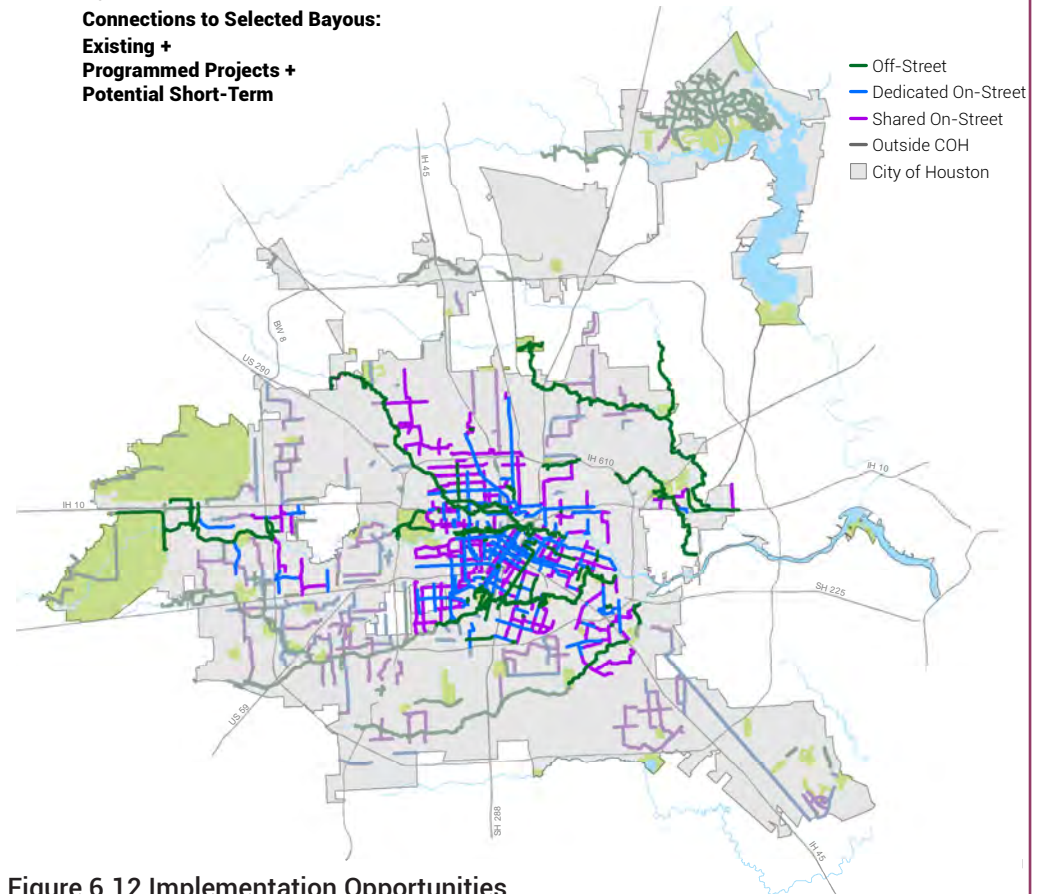 Connections to Selected Bayous:
Existing +
Programmed Projects +
Potential Short-Term
Off-Street
Dedicated On-Street
Shared On-Street
Outside COH
City of Houston
IH 45
BW 8
US 290
IH 610
IH 10
IH 10
SH 225
US 59
SH 288
IH 45
Figure 6.12 Implementation Opportunities